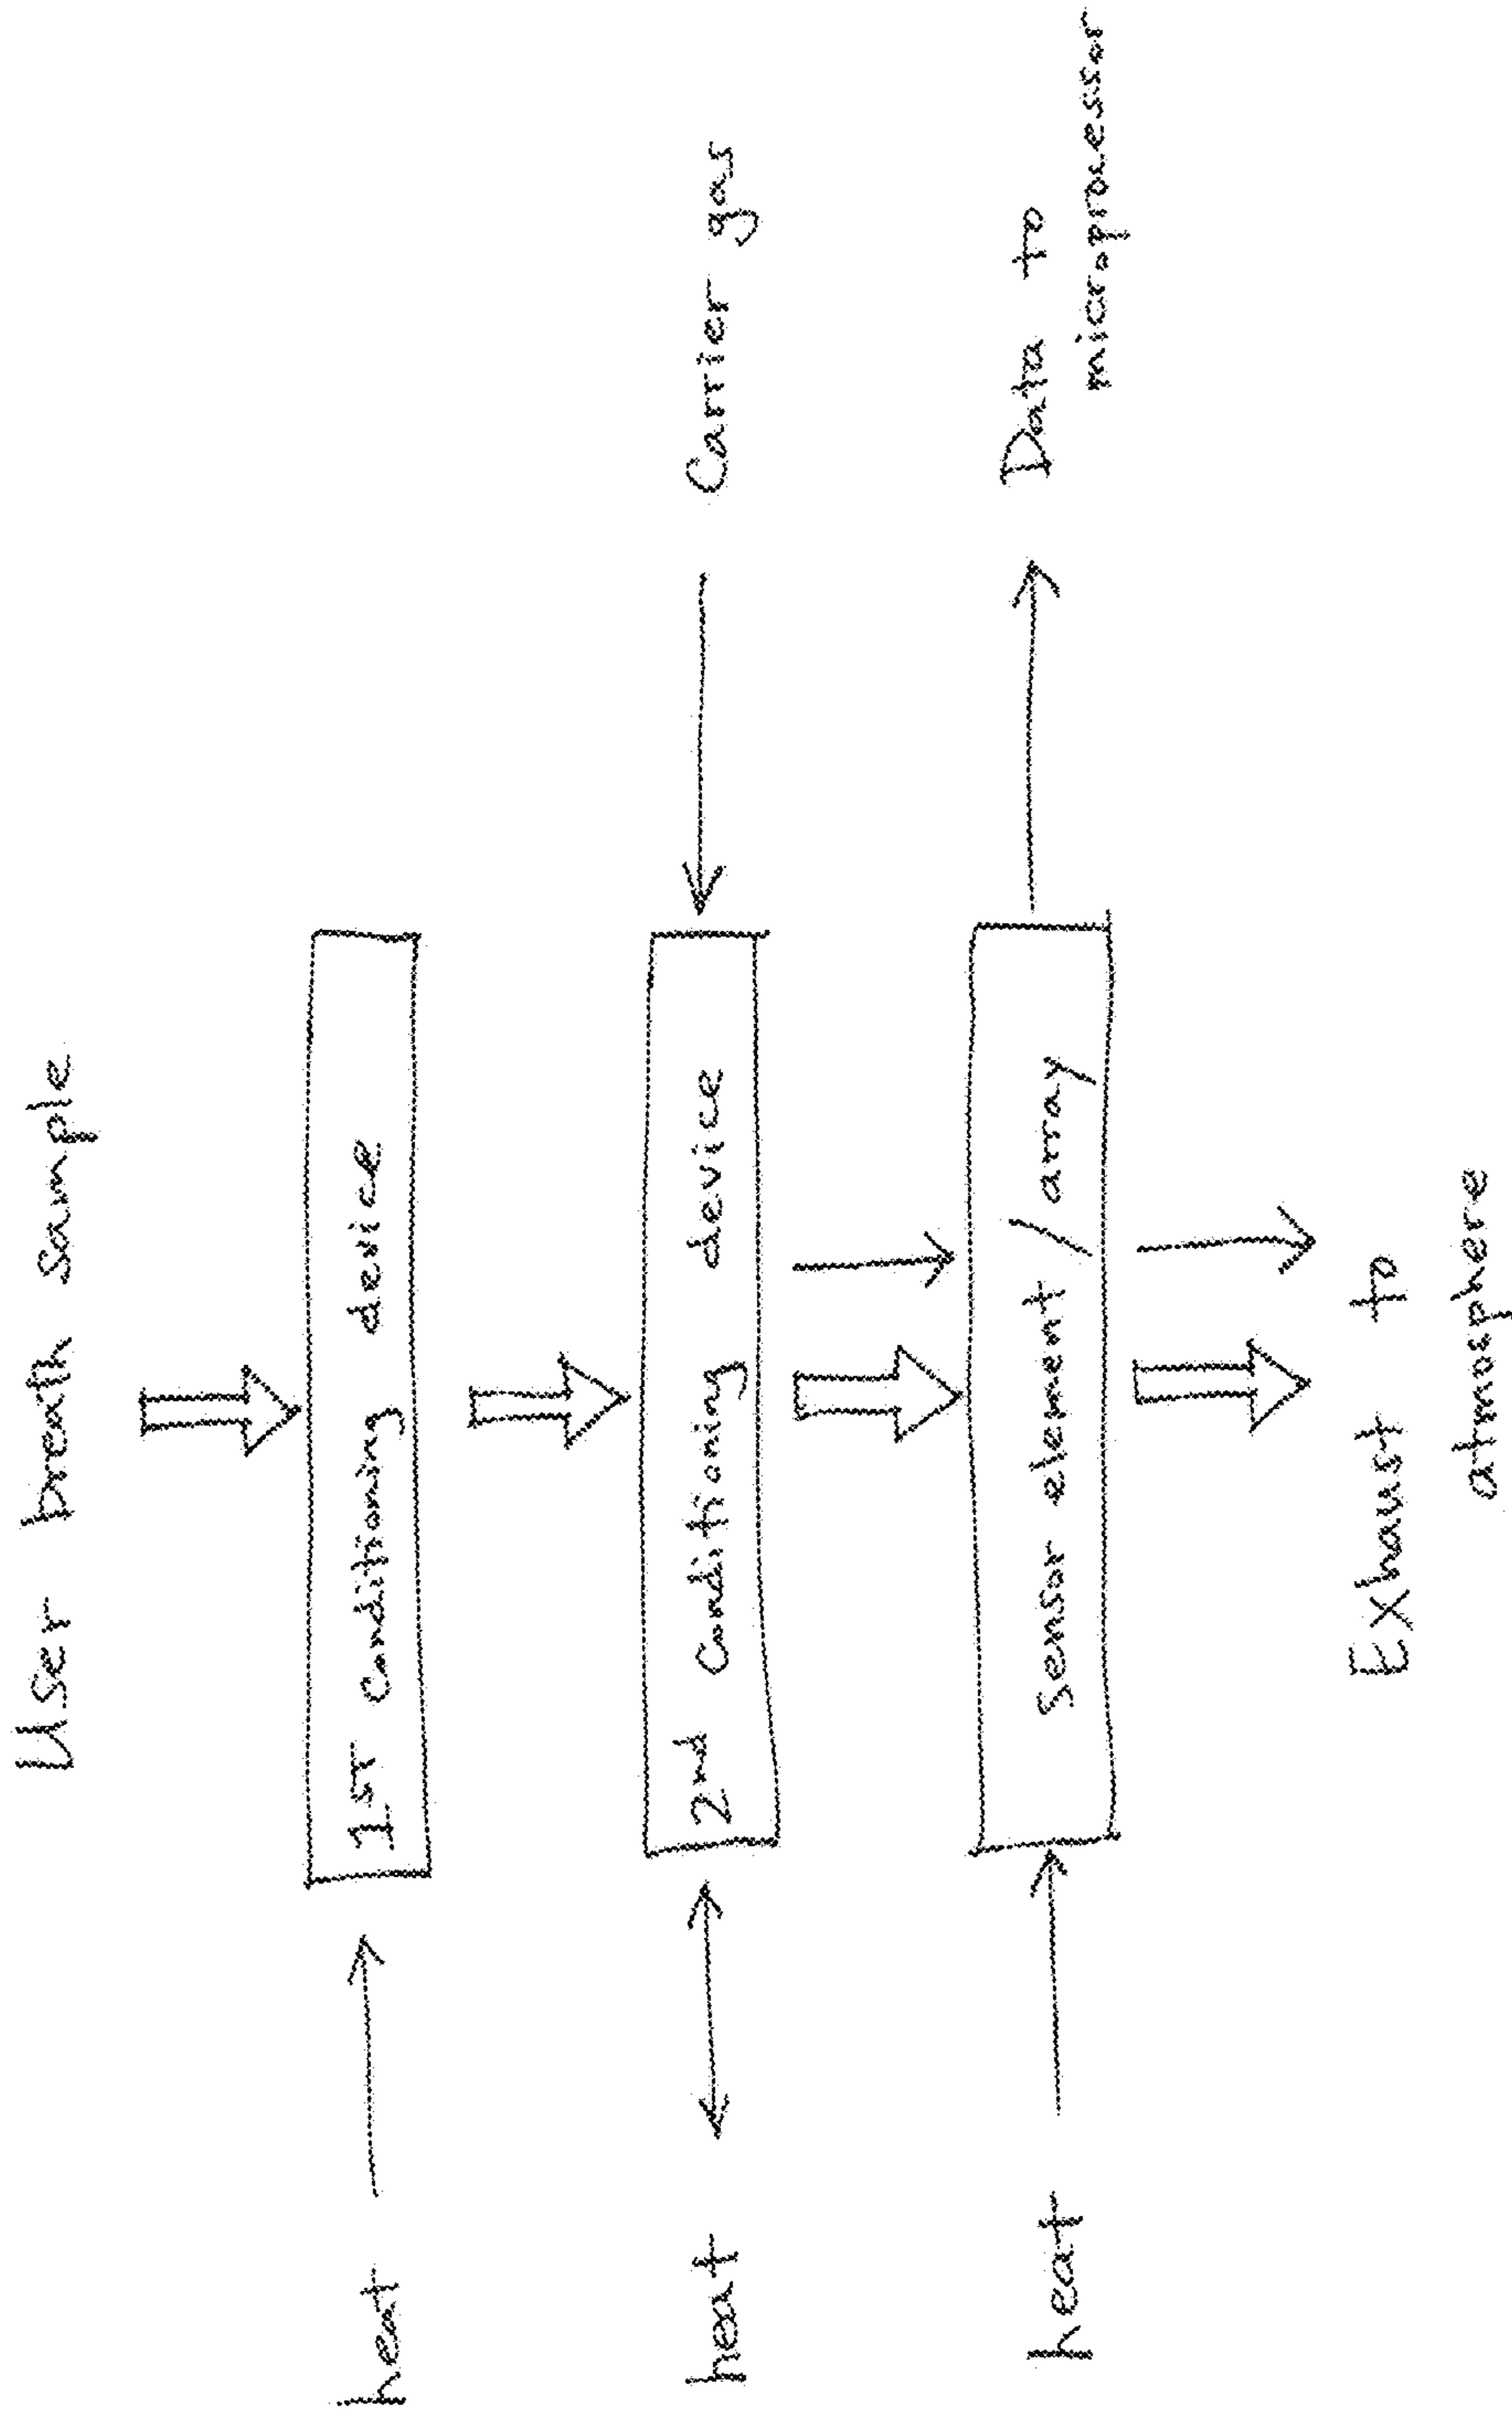 User breath sample
heat
1ST Conditioning device
heat
2nd Conditioning device
Carrier gas
heat
Sensor element / array
Data to
microprocessor
Exhaust to
atmosphere